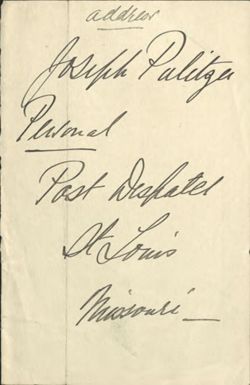 address
Joseph Pulitzer
Personal
Post Dispatch
St Louis
Missouri